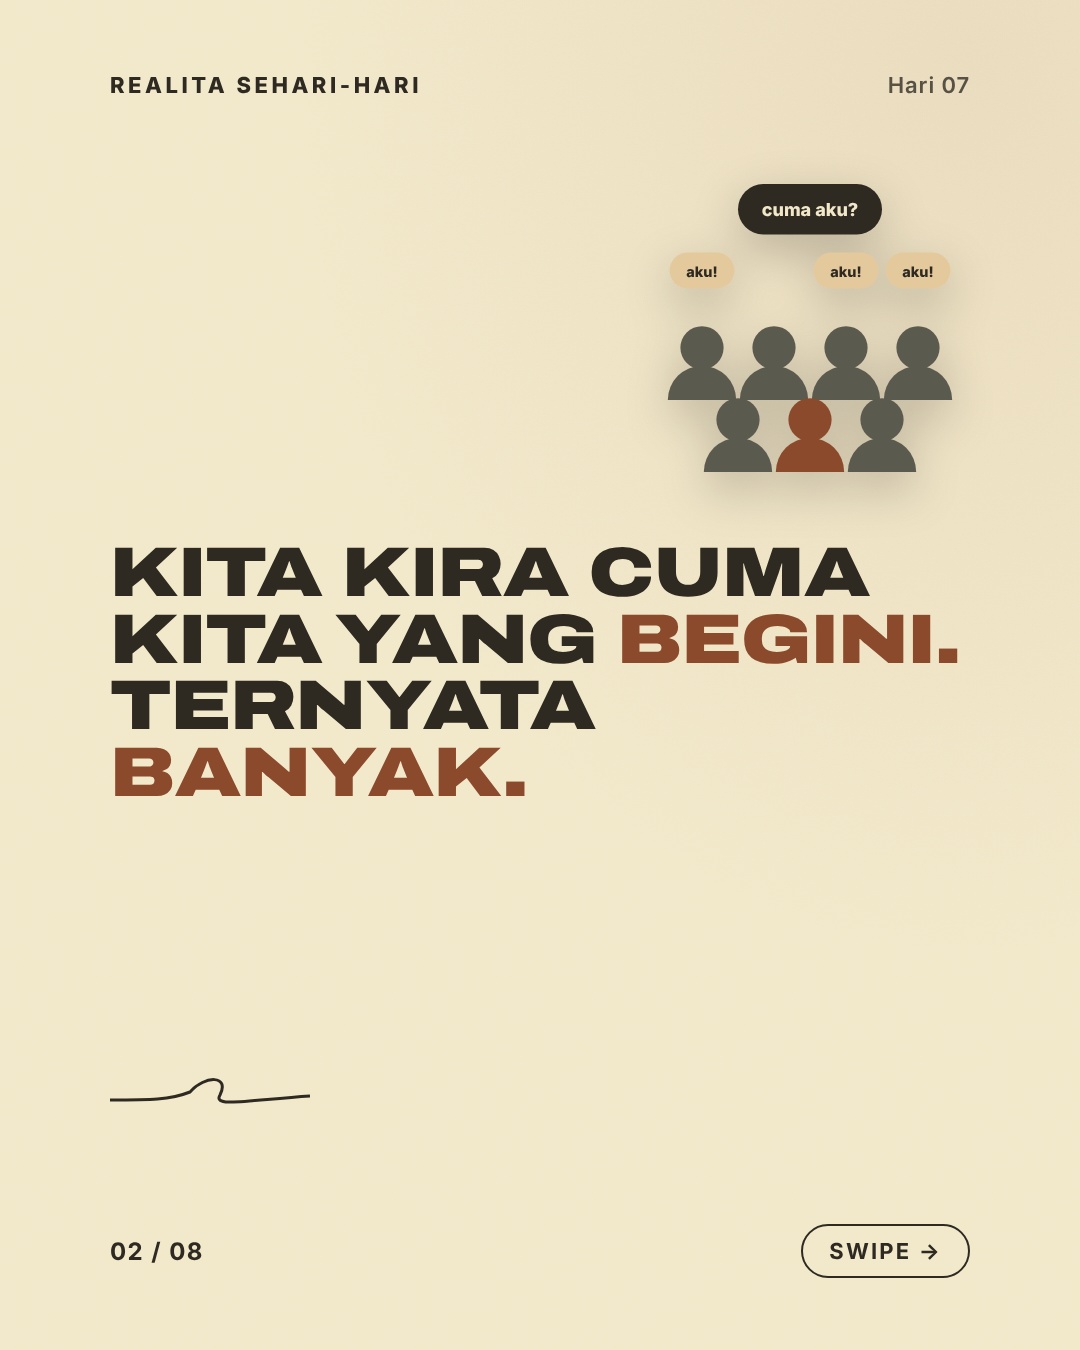 REALITA SEHARI-HARI
Hari 07
cuma aku?
aku!
aku!
aku!
KITA KIRA CUMA
KITA YANG BEGINI.
TERNYATA
BANYAK.
02 / 08
SWIPE →